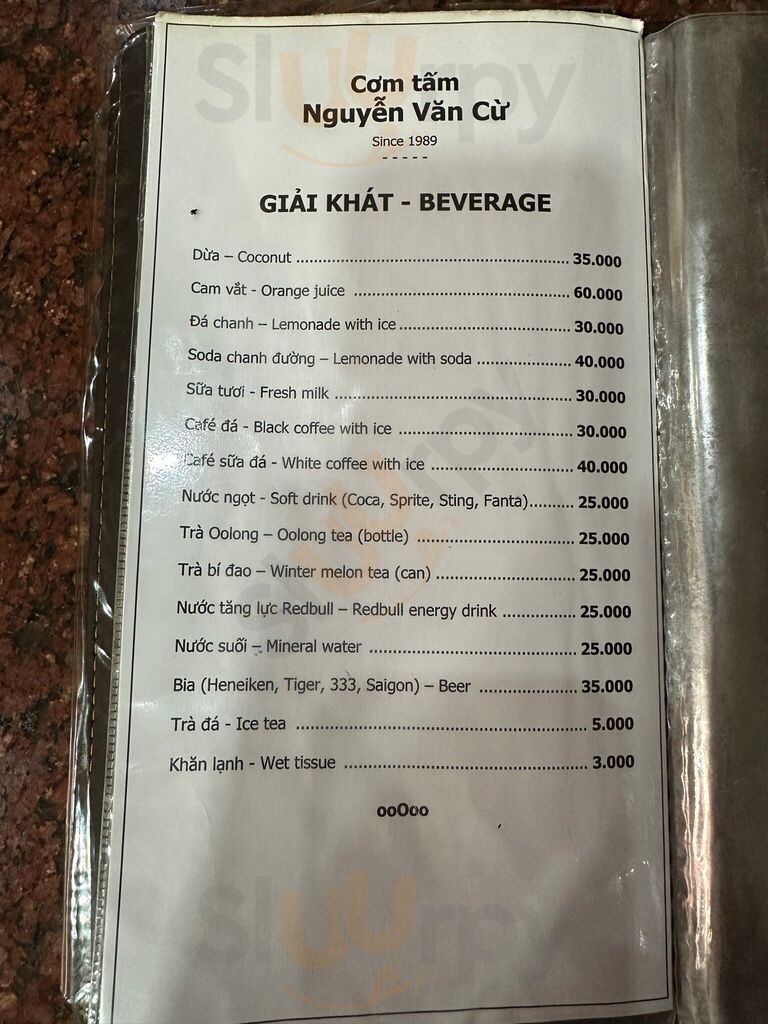 Cơm tấm
Nguyễn Văn Cừ
Since 1989
- - - - -
GIẢI KHÁT - BEVERAGE
Dừa – Coconut ................................................................ 35.000
Cam vắt - Orange juice ................................................... 60.000
Đá chanh – Lemonade with ice ........................................ 30.000
Soda chanh đường – Lemonade with soda ...................... 40.000
Sữa tươi - Fresh milk ....................................................... 30.000
Café đá - Black coffee with ice ........................................ 30.000
Café sữa đá - White coffee with ice ................................. 40.000
Nước ngọt - Soft drink (Coca, Sprite, Sting, Fanta).......... 25.000
Trà Oolong – Oolong tea (bottle) .................................... 25.000
Trà bí đao – Winter melon tea (can) ................................ 25.000
Nước tăng lực Redbull – Redbull energy drink ................. 25.000
Nước suối – Mineral water ............................................... 25.000
Bia (Heneiken, Tiger, 333, Saigon) – Beer ...................... 35.000
Trà đá - Ice tea ................................................................ 5.000
Khăn lạnh - Wet tissue ..................................................... 3.000
ooOoo
Sluurpy
Sluurpy
Sluurpy